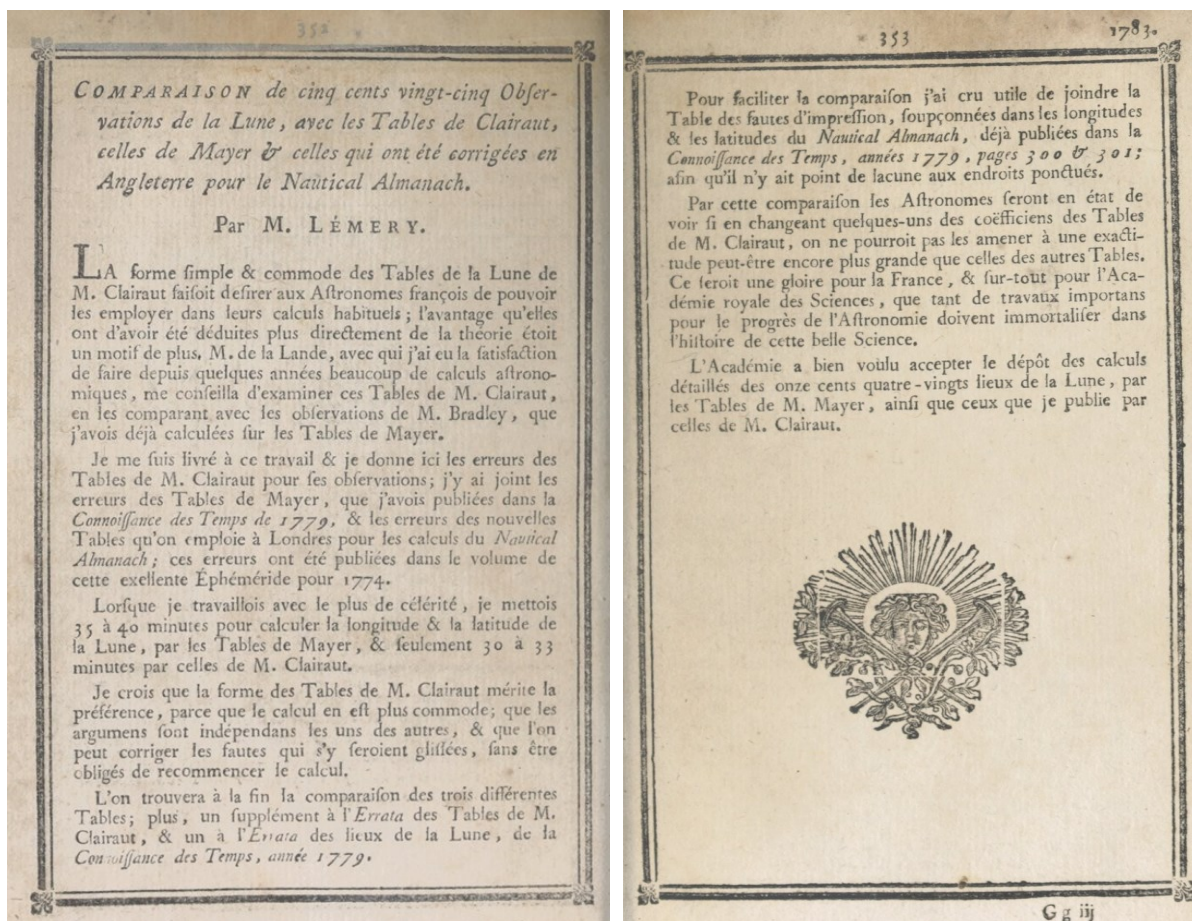 352
COMPARAISON de cinq cents vingt-cinq Obſer-
vations de la Lune, avec les Tables de Clairaut,
celles de Mayer & celles qui ont été corrigées en
Angleterre pour le Naùtical Almanach.
Par M. LÉMERY.
LA forme ſimple & commode des Tables de la Lune de
M. Clairaut faiſoit deſirer aux Aſtronomes françois de pouvoir
les employer dans leurs calculs habituels ; l'avantage qu'elles
ont d'avoir été déduites plus directement de la théorie étoit
un motif de plus. M. de la Lande, avec qui j'ai eu la ſatisfaction
de faire depuis quelques années beaucoup de calculs aſtrono-
miques, me conſeilla d'examiner ces Tables de M. Clairaut,
en les comparant avec les obſervations de M. Bradley, que
j'avois déjà calculées ſur les Tables de Mayer.
Je me ſuis livré à ce travail & je donne ici les erreurs des
Tables de M. Clairaut pour ſes obſervations; j'y ai joint les
erreurs des Tables de Mayer, que j'avois publiées dans la
Connoiſſance des Temps de 1779, & les erreurs des nouvelles
Tables qu'on emploie à Londres pour les calculs du Nautical
Almanach; ces erreurs ont été publiées dans le volume de
cette exellente Éphéméride pour 1774.
Lorſque je travaillois avec le plus de célérité, je mettois
35 à 40 minutes pour calculer la longitude & la latitude de
la Lune, par les Tables de Mayer, & ſeulement 30 à 33
minutes par celles de M. Clairaut.
Je crois que la forme des Tables de M. Clairaut mérite la
préférence, parce que le calcul en eſt plus commode; que les
argumens ſont indépendans les uns des autres, & que l'on
peut corriger les fautes qui s'y ſeroient gliſſées, ſans être
obligés de recommencer le calcul.
L'on trouvera à la fin la comparaiſon des trois différentes
Tables; plus, un ſupplément à l'Errata des Tables de M.
Clairaut, & un à l'Errata des lieux de la Lune, de la
Connoiſſance des Temps, année 1779.
353
1783.
Pour faciliter la comparaiſon j'ai cru utile de joindre la
Table des fautes d'impreſſion, ſoupçonnées dans les longitudes
& les latitudes du Nautical Almanach, déjà publiées dans la
Connoiſſance des Temps, années 1779, pages 300 & 301;
afin qu'il n'y ait point de lacune aux endroits ponctués.
Par cette comparaiſon les Aſtronomes ſeront en état de
voir ſi en changeant quelques-uns des coëfficiens des Tables
de M. Clairaut, on ne pourroit pas les amener à une exacti-
tude peut-être encore plus grande que celles des autres Tables.
Ce ſeroit une gloire pour la France, & ſur-tout pour l'Aca-
démie royale des Sciences, que tant de travaux importans
pour le progrès de l'Aſtronomie doivent immortaliſer dans
l'hiſtoire de cette belle Science.
L'Académie a bien voulu accepter le dépôt des calculs
détaillés des onze cents quatre-vingts lieux de la Lune, par
les Tables de M. Mayer, ainſi que ceux que je publie par
celles de M. Clairaut.
G g iij